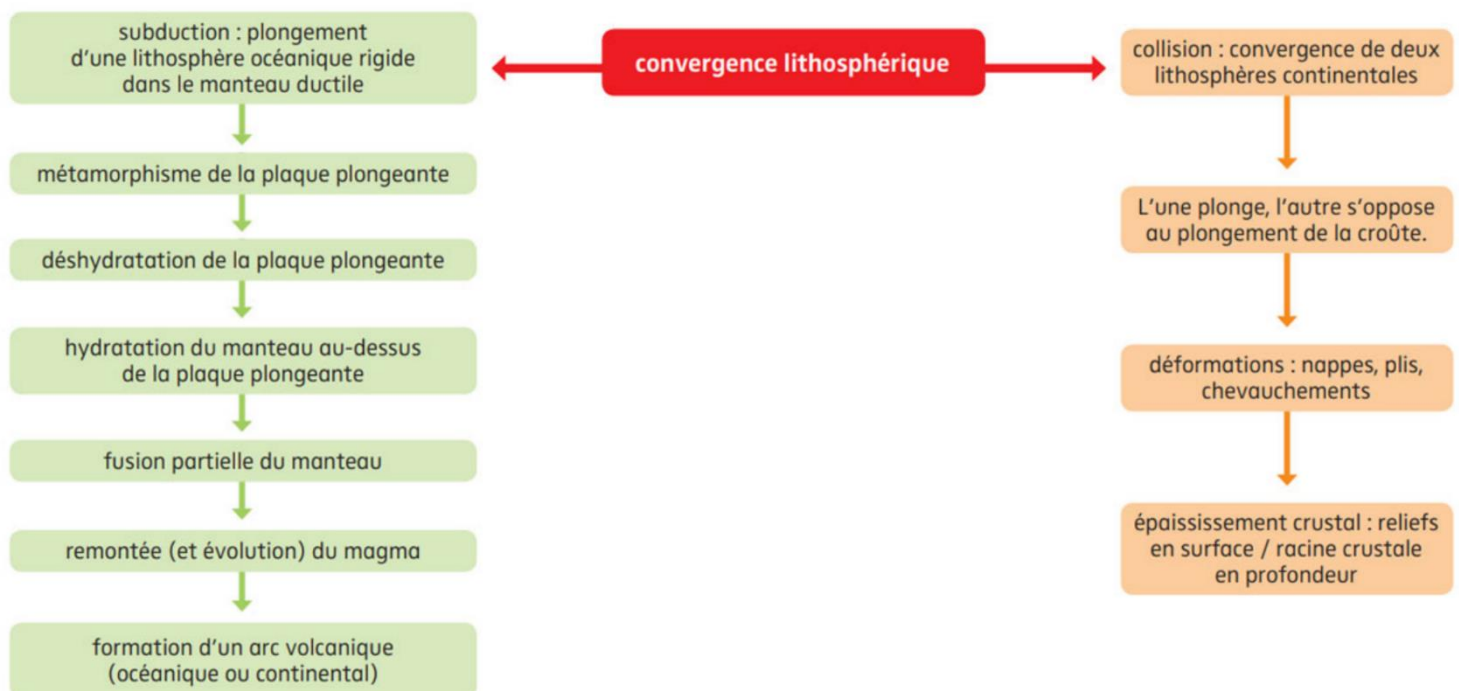 subduction : plongement
d'une lithosphère océanique rigide
dans le manteau ductile
métamorphisme de la plaque plongeante
déshydratation de la plaque plongeante
hydratation du manteau au-dessus
de la plaque plongeante
fusion partielle du manteau
remontée (et évolution) du magma
formation d'un arc volcanique
(océanique ou continental)
convergence lithosphérique
collision : convergence de deux
lithosphères continentales
L'une plonge, l'autre s'oppose
au plongement de la croûte.
déformations : nappes, plis,
chevauchements
épaississement crustal : reliefs
en surface / racine crustale
en profondeur